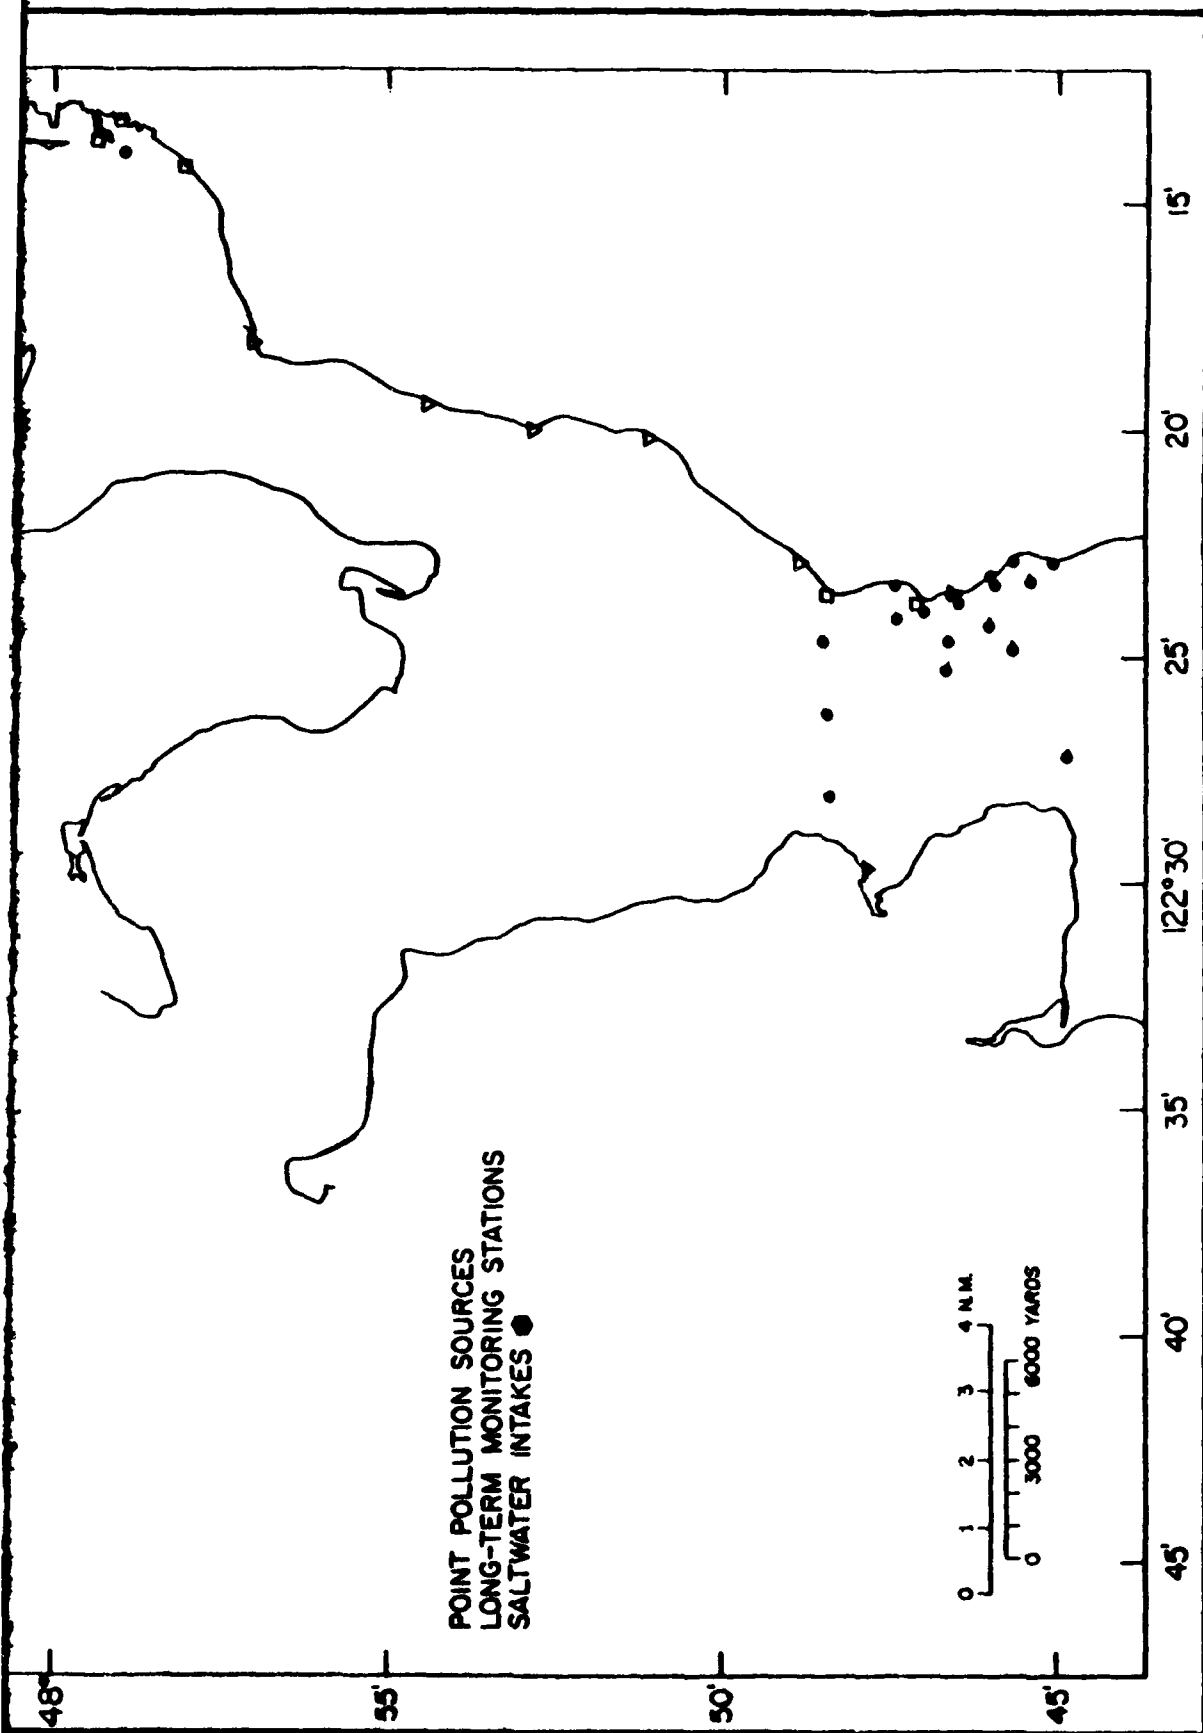 POINT POLLUTION SOURCES
LONG-TERM MONITORING STATIONS
SALTWATER INTAKES
0 1 2 3 4 N.M.
0 3000 6000 YARDS
48°
55'
50'
45'
45'
40'
35'
122°30'
25'
20'
15'